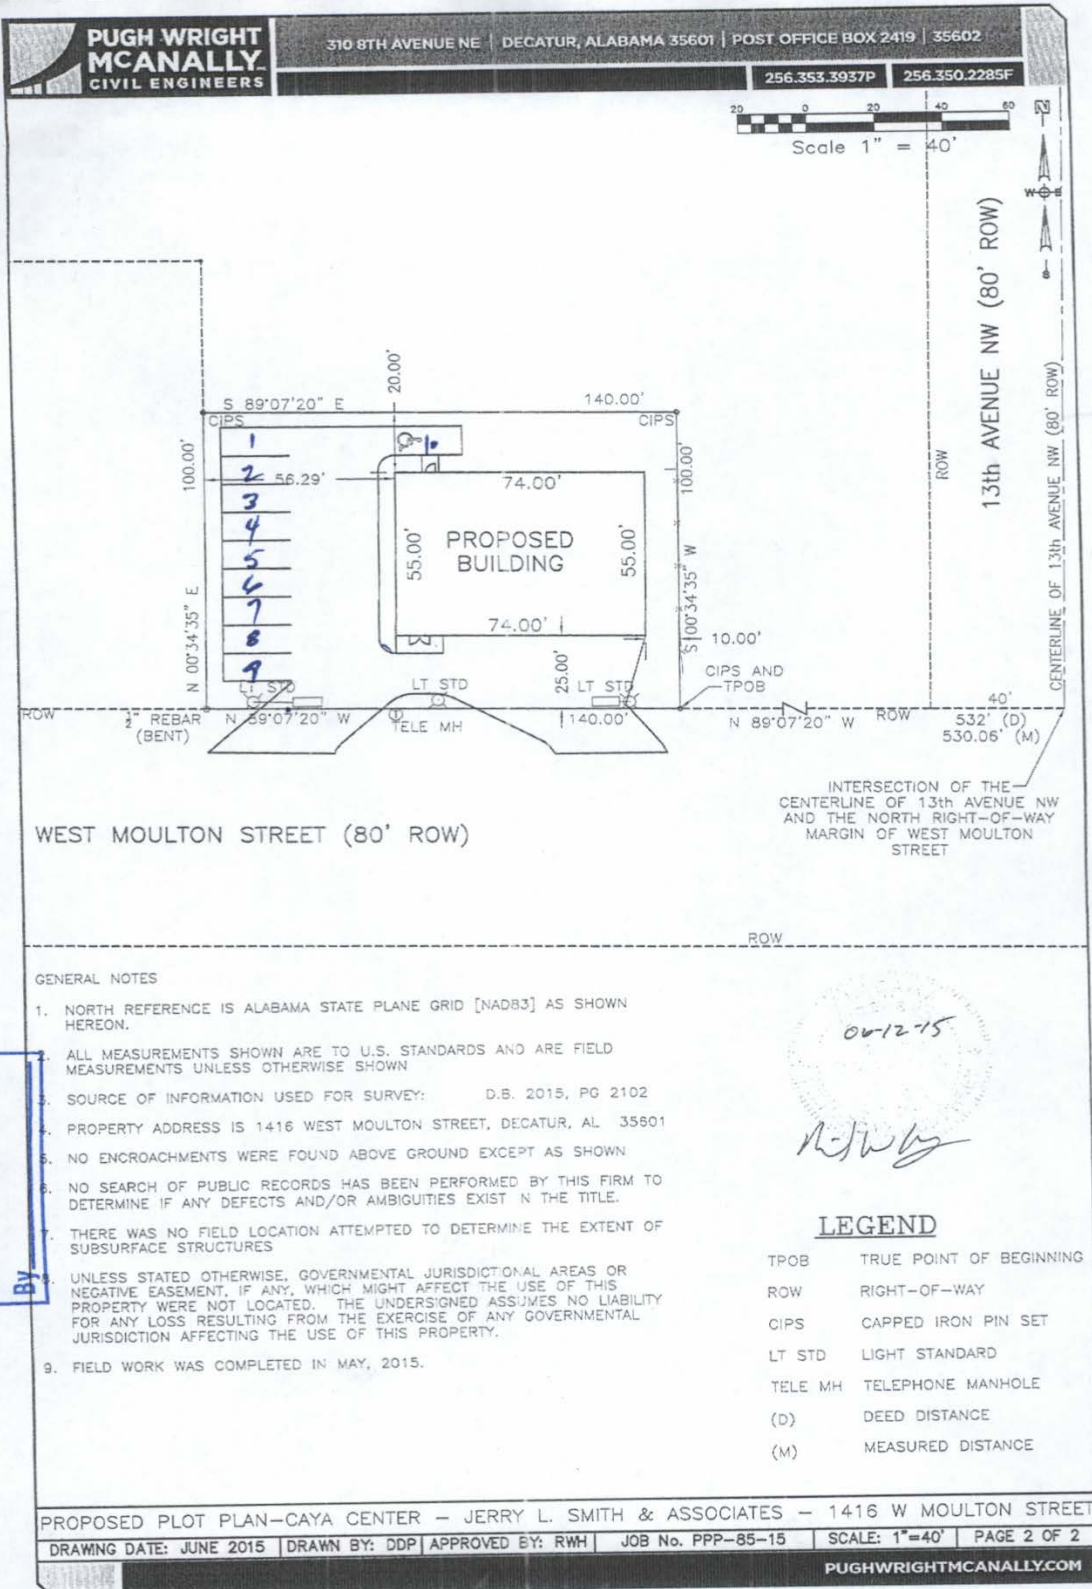 PUGH WRIGHT
MCANALLY
CIVIL ENGINEERS
310 8TH AVENUE NE | DECATUR, ALABAMA 35601 | POST OFFICE BOX 2419 | 35602
256.353.3937P
256.350.2285F
20 0 20 40 60
Scale 1" = 40'
N
W E
S
13th AVENUE NW (80' ROW)
CENTERLINE OF 13th AVENUE NW (80' ROW)
ROW
S 89°07'20" E
140.00'
20.00'
CIPS
CIPS
100.00'
100.00'
1
2
3
4
5
6
7
8
9
10
56.29'
74.00'
55.00'
PROPOSED
BUILDING
55.00'
74.00'
N 00°34'35" E
S 00°34'35" W
10.00'
25.00'
CIPS AND
TPOB
LT STD
LT STD
LT STD
ROW
1/2" REBAR
(BENT)
N 89°07'20" W
TELE MH
140.00'
N 89°07'20" W
ROW
40'
532' (D)
530.06' (M)
INTERSECTION OF THE
CENTERLINE OF 13th AVENUE NW
AND THE NORTH RIGHT-OF-WAY
MARGIN OF WEST MOULTON
STREET
WEST MOULTON STREET (80' ROW)
ROW
GENERAL NOTES
1. NORTH REFERENCE IS ALABAMA STATE PLANE GRID [NAD83] AS SHOWN
HEREON.
2. ALL MEASUREMENTS SHOWN ARE TO U.S. STANDARDS AND ARE FIELD
MEASUREMENTS UNLESS OTHERWISE SHOWN
3. SOURCE OF INFORMATION USED FOR SURVEY: D.B. 2015, PG 2102
4. PROPERTY ADDRESS IS 1416 WEST MOULTON STREET, DECATUR, AL 35601
5. NO ENCROACHMENTS WERE FOUND ABOVE GROUND EXCEPT AS SHOWN
6. NO SEARCH OF PUBLIC RECORDS HAS BEEN PERFORMED BY THIS FIRM TO
DETERMINE IF ANY DEFECTS AND/OR AMBIGUITIES EXIST N THE TITLE.
7. THERE WAS NO FIELD LOCATION ATTEMPTED TO DETERMINE THE EXTENT OF
SUBSURFACE STRUCTURES
8. UNLESS STATED OTHERWISE, GOVERNMENTAL JURISDICTIONAL AREAS OR
NEGATIVE EASEMENT, IF ANY, WHICH MIGHT AFFECT THE USE OF THIS
PROPERTY WERE NOT LOCATED. THE UNDERSIGNED ASSUMES NO LIABILITY
FOR ANY LOSS RESULTING FROM THE EXERCISE OF ANY GOVERNMENTAL
JURISDICTION AFFECTING THE USE OF THIS PROPERTY.
9. FIELD WORK WAS COMPLETED IN MAY, 2015.
By
06-12-15
LEGEND
TPOB TRUE POINT OF BEGINNING
ROW RIGHT-OF-WAY
CIPS CAPPED IRON PIN SET
LT STD LIGHT STANDARD
TELE MH TELEPHONE MANHOLE
(D) DEED DISTANCE
(M) MEASURED DISTANCE
PROPOSED PLOT PLAN-CAYA CENTER - JERRY L. SMITH & ASSOCIATES - 1416 W MOULTON STREET
DRAWING DATE: JUNE 2015 | DRAWN BY: DDP | APPROVED BY: RWH | JOB No. PPP-85-15 | SCALE: 1"=40' | PAGE 2 OF 2
PUGHWRIGHTMCANALLY.COM